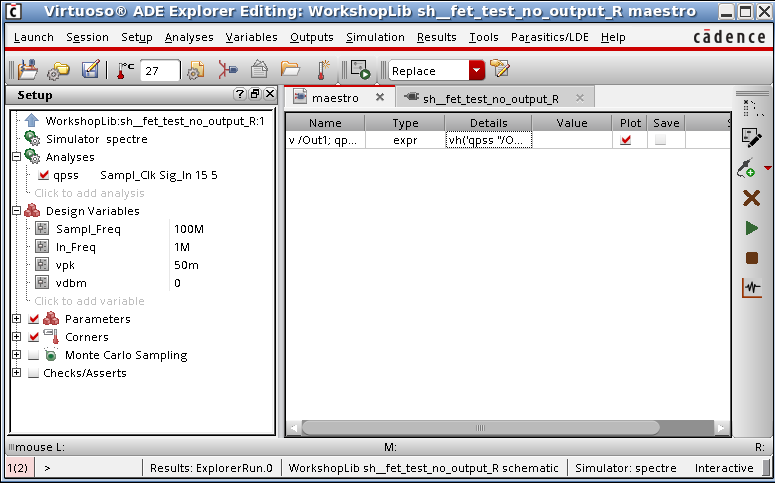 Virtuoso® ADE Explorer Editing: WorkshopLib sh__fet_test_no_output_R maestro
Launch Session Setup Analyses Variables Outputs Simulation Results Tools Parasitics/LDE Help cādence
°C 27 Replace
Setup
maestro sh__fet_test_no_output_R
WorkshopLib:sh__fet_test_no_output_R:1
Simulator spectre
Analyses
qpss Sampl_Clk Sig_In 15 5
Click to add analysis
Design Variables
Sampl_Freq 100M
In_Freq 1M
vpk 50m
vdbm 0
Click to add variable
Parameters
Corners
Monte Carlo Sampling
Checks/Asserts
Name Type Details Value Plot Save S
v /Out1; qp... expr vh('qpss "/O...
mouse L: M: R:
1(2) > Results: ExplorerRun.0 WorkshopLib sh__fet_test_no_output_R schematic Simulator: spectre Interactive